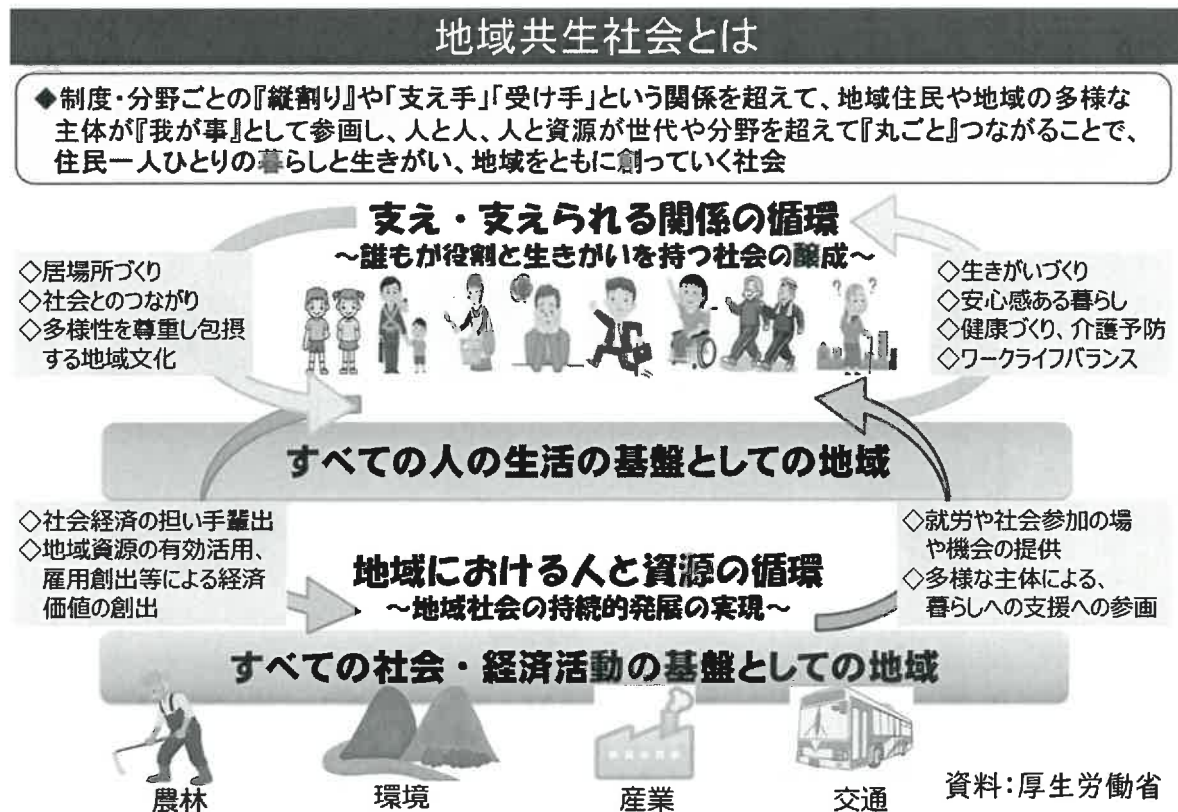 地域共生社会とは
◆制度・分野ごとの『縦割り』や「支え手」「受け手」という関係を超えて、地域住民や地域の多様な
主体が『我が事』として参画し、人と人、人と資源が世代や分野を超えて『丸ごと』つながることで、
住民一人ひとりの暮らしと生きがい、地域をともに創っていく社会
支え・支えられる関係の循環
～誰もが役割と生きがいを持つ社会の醸成～
◇居場所づくり
◇社会とのつながり
◇多様性を尊重し包摂
する地域文化
◇生きがいづくり
◇安心感ある暮らし
◇健康づくり、介護予防
◇ワークライフバランス
? ?
すべての人の生活の基盤としての地域
◇社会経済の担い手輩出
◇地域資源の有効活用、
雇用創出等による経済
価値の創出
地域における人と資源の循環
～地域社会の持続的発展の実現～
◇就労や社会参加の場
や機会の提供
◇多様な主体による、
暮らしへの支援への参画
すべての社会・経済活動の基盤としての地域
農林
環境
産業
交通
資料:厚生労働省